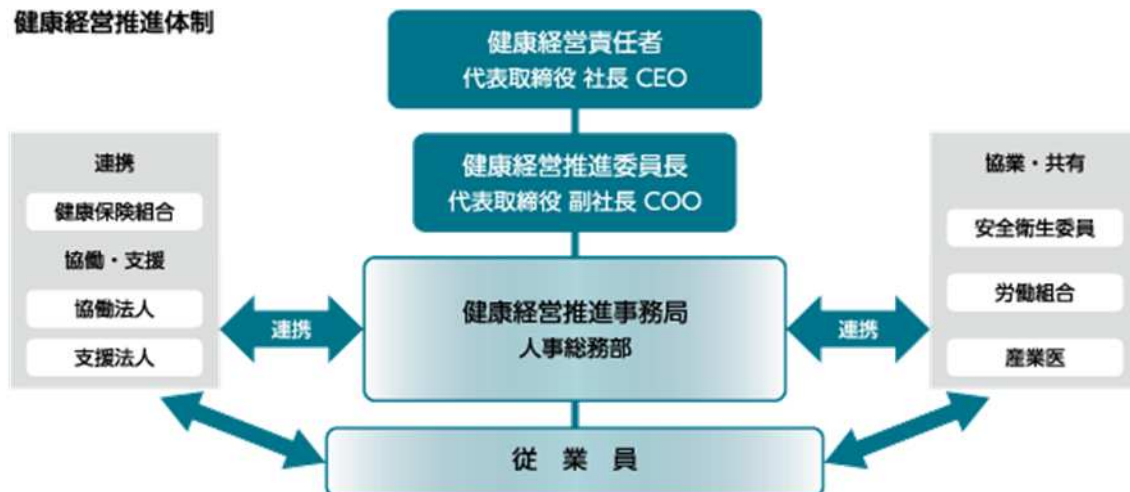 健康経営推進体制
健康経営責任者
代表取締役 社長 CEO
健康経営推進委員長
代表取締役 副社長 COO
連携
健康保険組合
協働・支援
協働法人
支援法人
連携
健康経営推進事務局
人事総務部
連携
協業・共有
安全衛生委員
労働組合
産業医
従 業 員